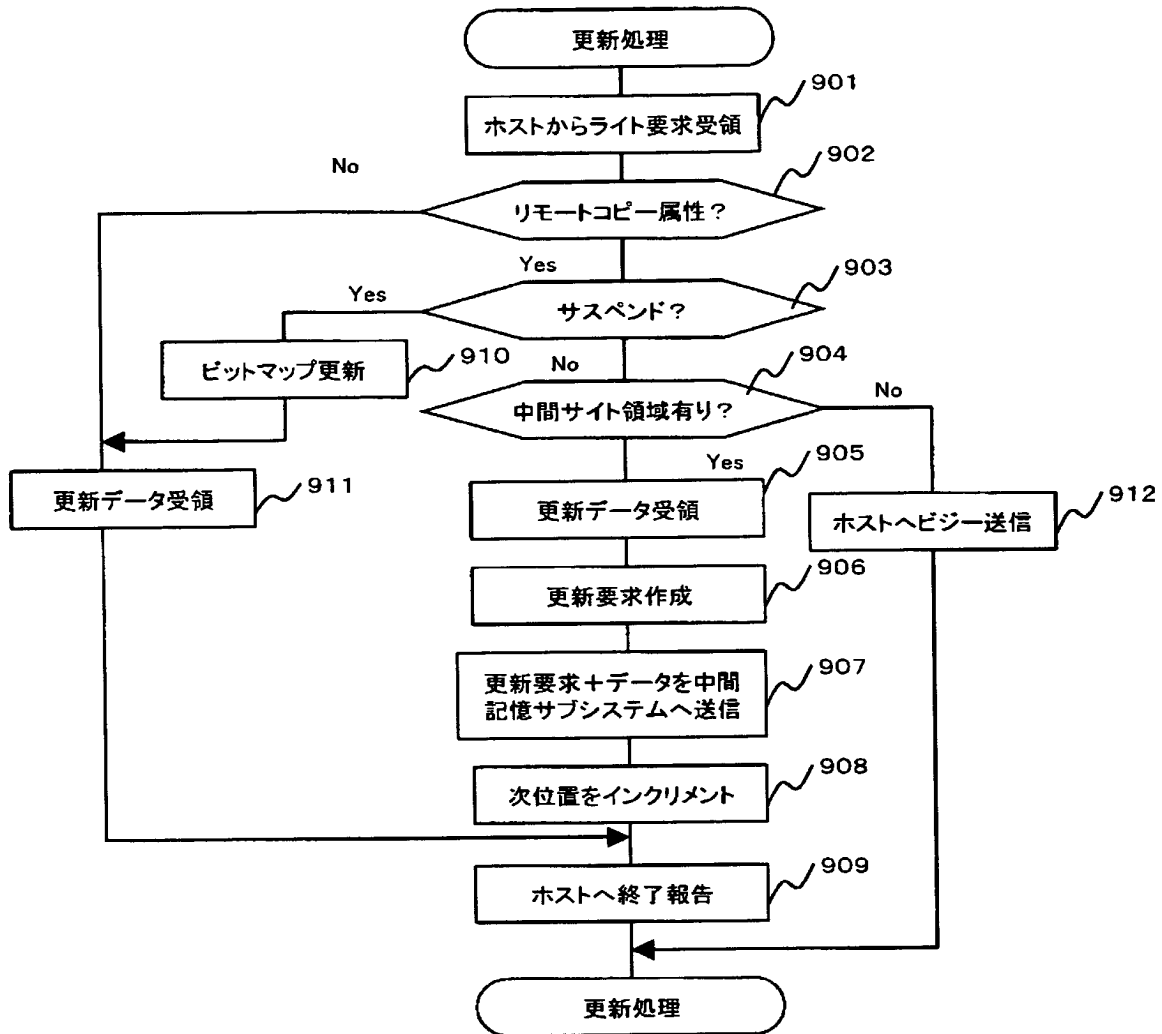 更新処理
901
ホストからライト要求受領
902
No
リモートコピー属性?
Yes
903
Yes
サスペンド?
910
ビットマップ更新
No
904
中間サイト領域有り?
No
Yes
905
911
更新データ受領
更新データ受領
912
ホストへビジー送信
906
更新要求作成
907
更新要求+データを中間
記憶サブシステムへ送信
908
次位置をインクリメント
909
ホストへ終了報告
更新処理